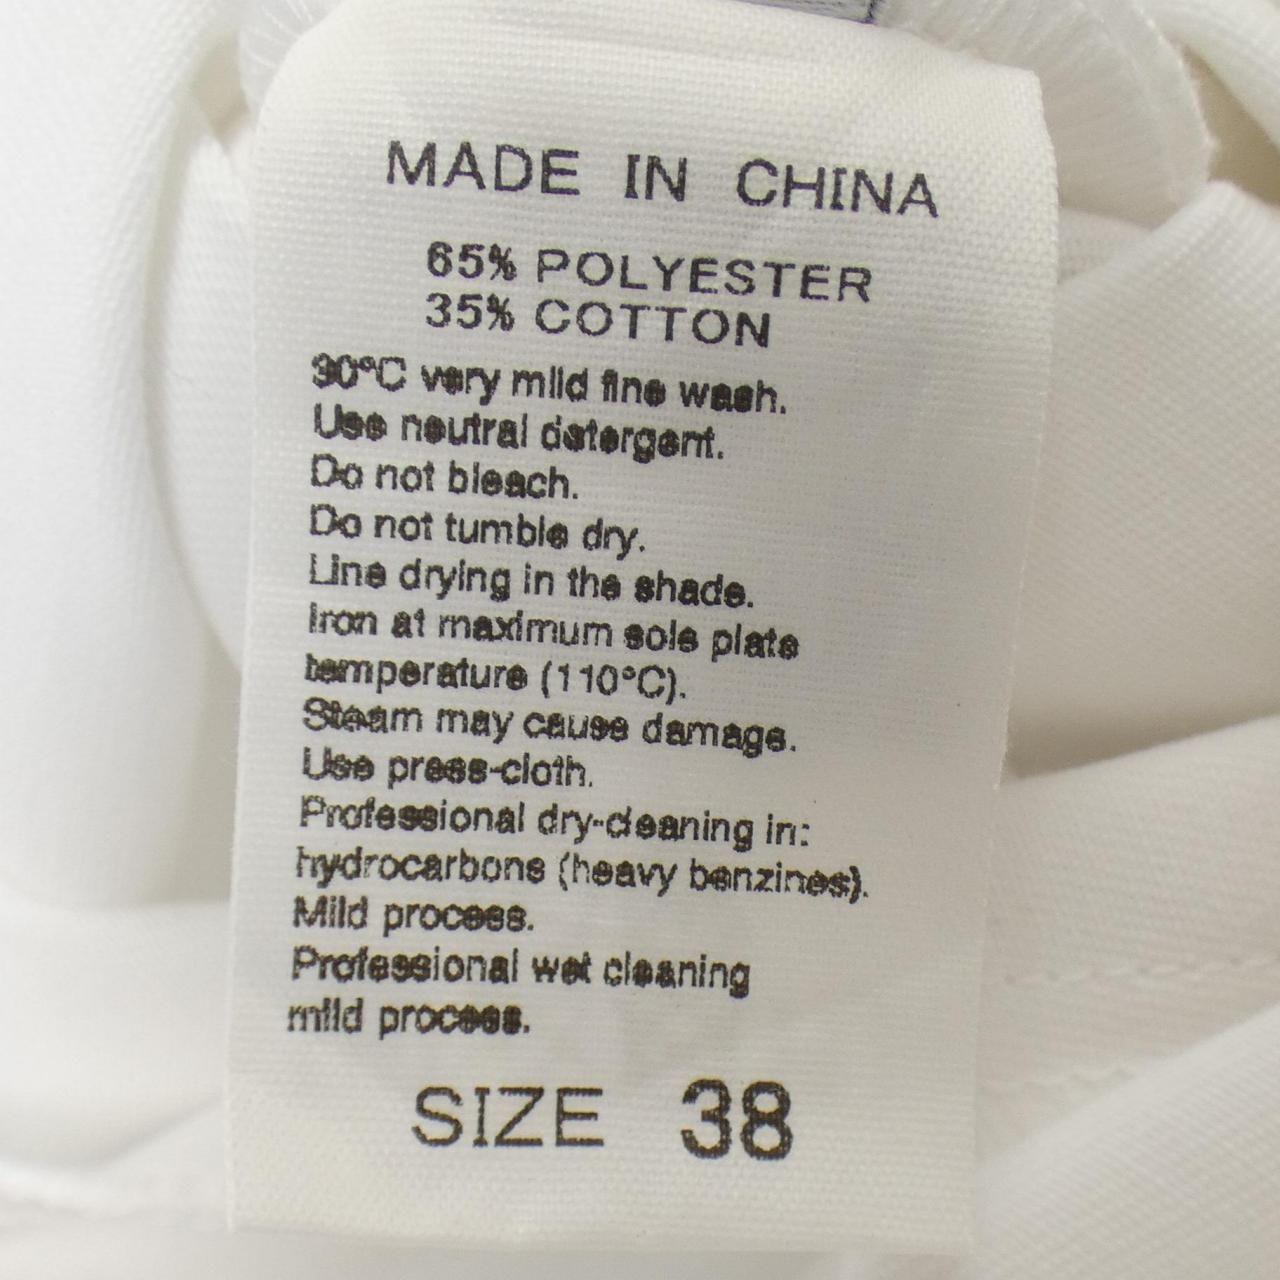 MADE IN CHINA
65% POLYESTER
35% COTTON
30°C very mild fine wash.
Use neutral detergent.
Do not bleach.
Do not tumble dry.
Line drying in the shade.
Iron at maximum sole plate
temperature (110°C).
Steam may cause damage.
Use press-cloth.
Professional dry-cleaning in:
hydrocarbons (heavy benzines).
Mild process.
Professional wet cleaning
mild process.
SIZE 38